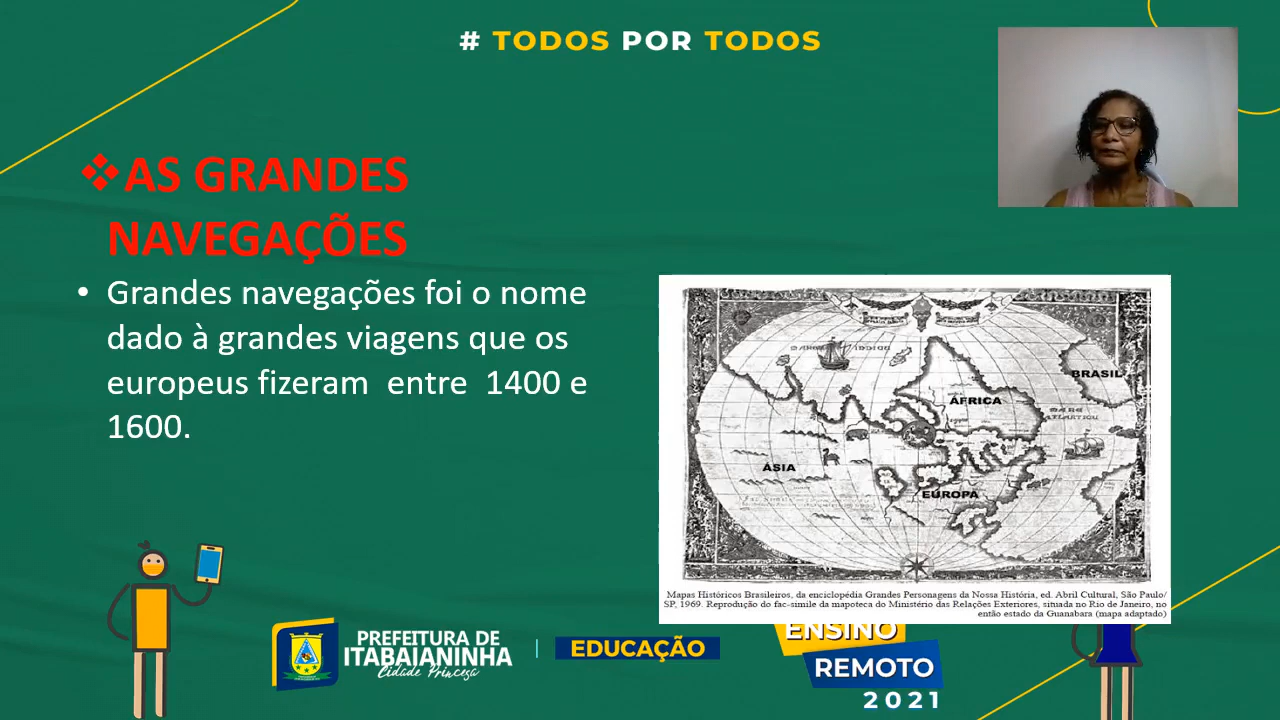 # TODOS POR TODOS
❖AS GRANDES
NAVEGAÇÕES
• Grandes navegações foi o nome
dado à grandes viagens que os
europeus fizeram entre 1400 e
1600.
BRASIL
ÁFRICA
ÁSIA
EUROPA
Mapas Históricos Brasileiros, da enciclopédia Grandes Personagens da Nossa História, ed. Abril Cultural, São Paulo/
SP, 1969. Reprodução do fac-simile da mapoteca do Ministério das Relações Exteriores, situada no Rio de Janeiro, no
então estado da Guanabara (mapa adaptado)
PREFEITURA DE
ITABAIANINHA
Cidade Princesa
EDUCAÇÃO
ENSINO
REMOTO
2021